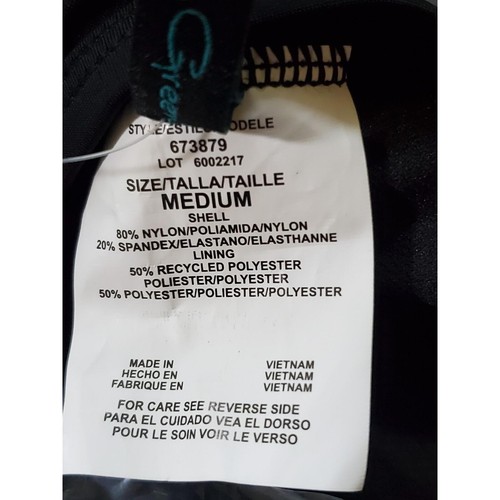 Gree
STYLE/ESTILO/MODELE
673879
LOT 6002217
SIZE/TALLA/TAILLE
MEDIUM
SHELL
80% NYLON/POLIAMIDA/NYLON
20% SPANDEX/ELASTANO/ELASTHANNE
LINING
50% RECYCLED POLYESTER
POLIESTER/POLYESTER
50% POLYESTER/POLIESTER/POLYESTER
MADE IN VIETNAM
HECHO EN VIETNAM
FABRIQUE EN VIETNAM
FOR CARE SEE REVERSE SIDE
PARA EL CUIDADO VEA EL DORSO
POUR LE SOIN VOIR LE VERSO